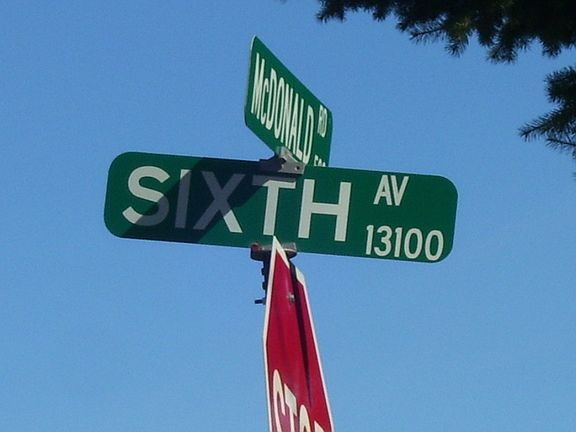 McDONALD RD
SIXTH AV
13100
STOP